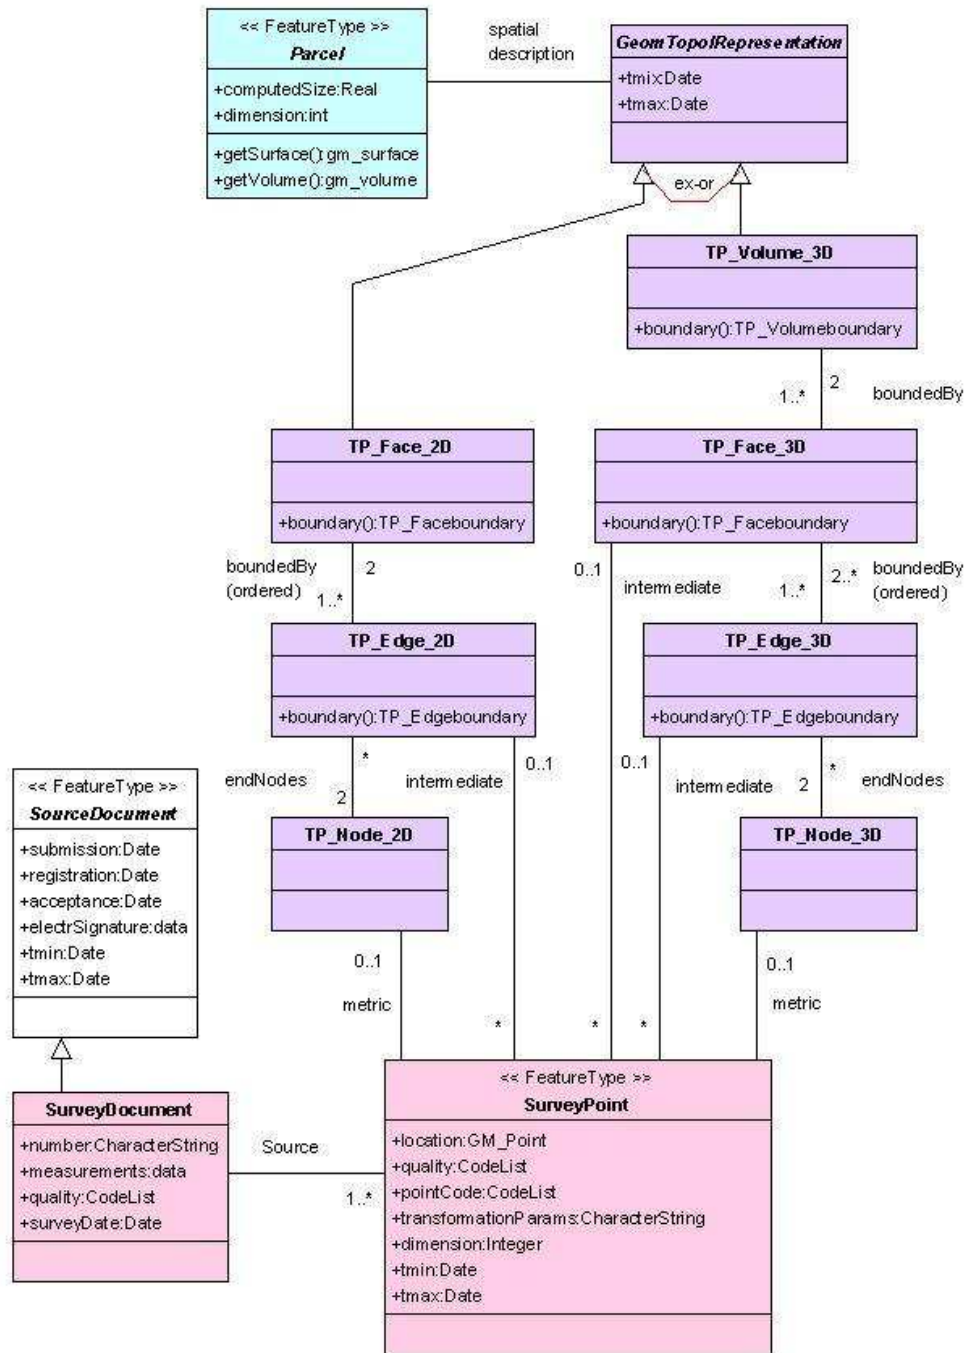 << FeatureType >>
Parcel
+computedSize:Real
+dimension:int
+getSurface():gm_surface
+getVolume():gm_volume
spatial
description
GeomTopolRepresentation
+tmix:Date
+tmax:Date
ex-or
TP_Volume_3D
+boundary():TP_Volumeboundary
2
1..*
boundedBy
TP_Face_2D
+boundary():TP_Faceboundary
TP_Face_3D
+boundary():TP_Faceboundary
boundedBy
(ordered)
2
1..*
0..1
intermediate
2..*
1..*
boundedBy
(ordered)
TP_Edge_2D
+boundary():TP_Edgeboundary
TP_Edge_3D
+boundary():TP_Edgeboundary
endNodes
*
2
intermediate
0..1
0..1
intermediate
*
2
endNodes
<< FeatureType >>
SourceDocument
+submission:Date
+registration:Date
+acceptance:Date
+electrSignature:data
+tmin:Date
+tmax:Date
TP_Node_2D
TP_Node_3D
0..1
metric
*
*
*
0..1
metric
SurveyDocument
+number:CharacterString
+measurements:data
+quality:CodeList
+surveyDate:Date
Source
1..*
<< FeatureType >>
SurveyPoint
+location:GM_Point
+quality:CodeList
+pointCode:CodeList
+transformationParams:CharacterString
+dimension:Integer
+tmin:Date
+tmax:Date